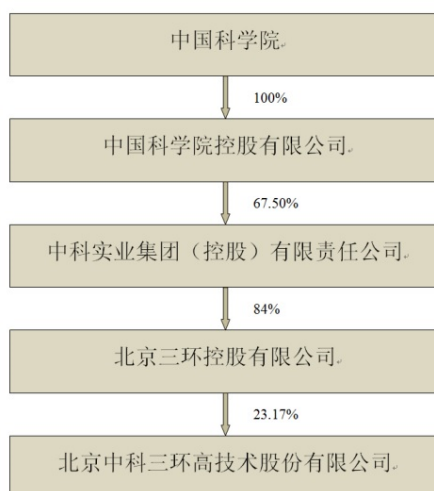 中国科学院
100%
中国科学院控股有限公司
67.50%
中科实业集团（控股）有限责任公司
84%
北京三环控股有限公司
23.17%
北京中科三环高技术股份有限公司